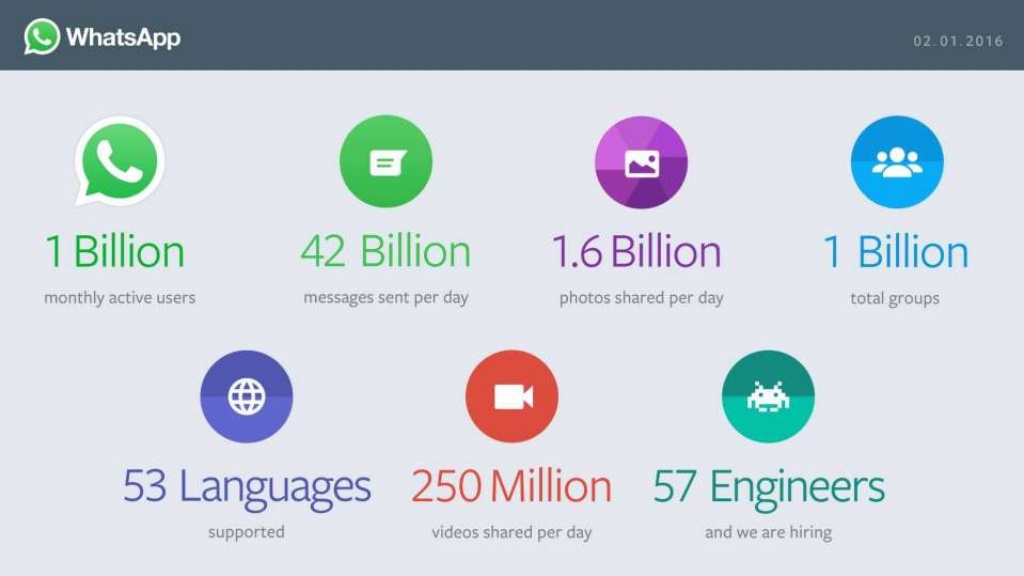 WhatsApp
02.01.2016
1 Billion
monthly active users
42 Billion
messages sent per day
1.6 Billion
photos shared per day
1 Billion
total groups
53 Languages
supported
250 Million
videos shared per day
57 Engineers
and we are hiring